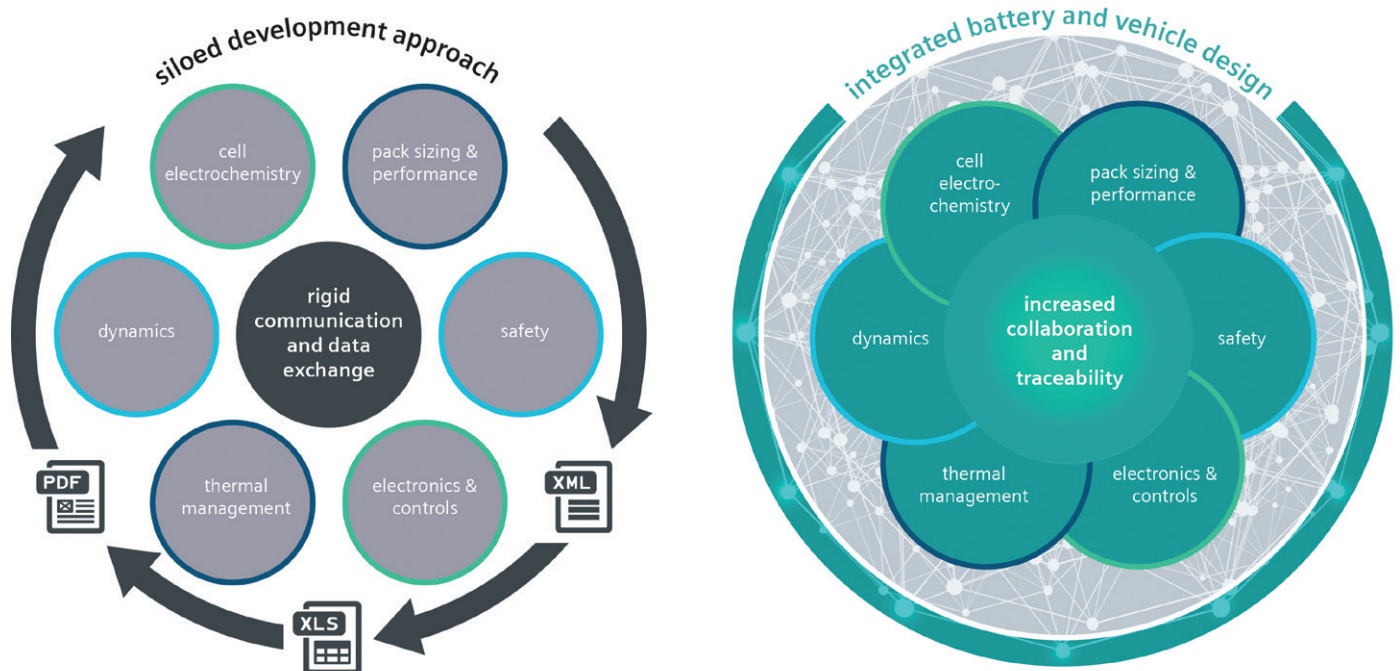 siloed development approach
cell
electrochemistry
pack sizing &
performance
dynamics
rigid
communication
and data
exchange
safety
thermal
management
electronics &
controls
PDF
XML
XLS
integrated battery and vehicle design
cell
electro-
chemistry
pack sizing
& performance
dynamics
increased
collaboration
and
traceability
safety
thermal
management
electronics
& controls